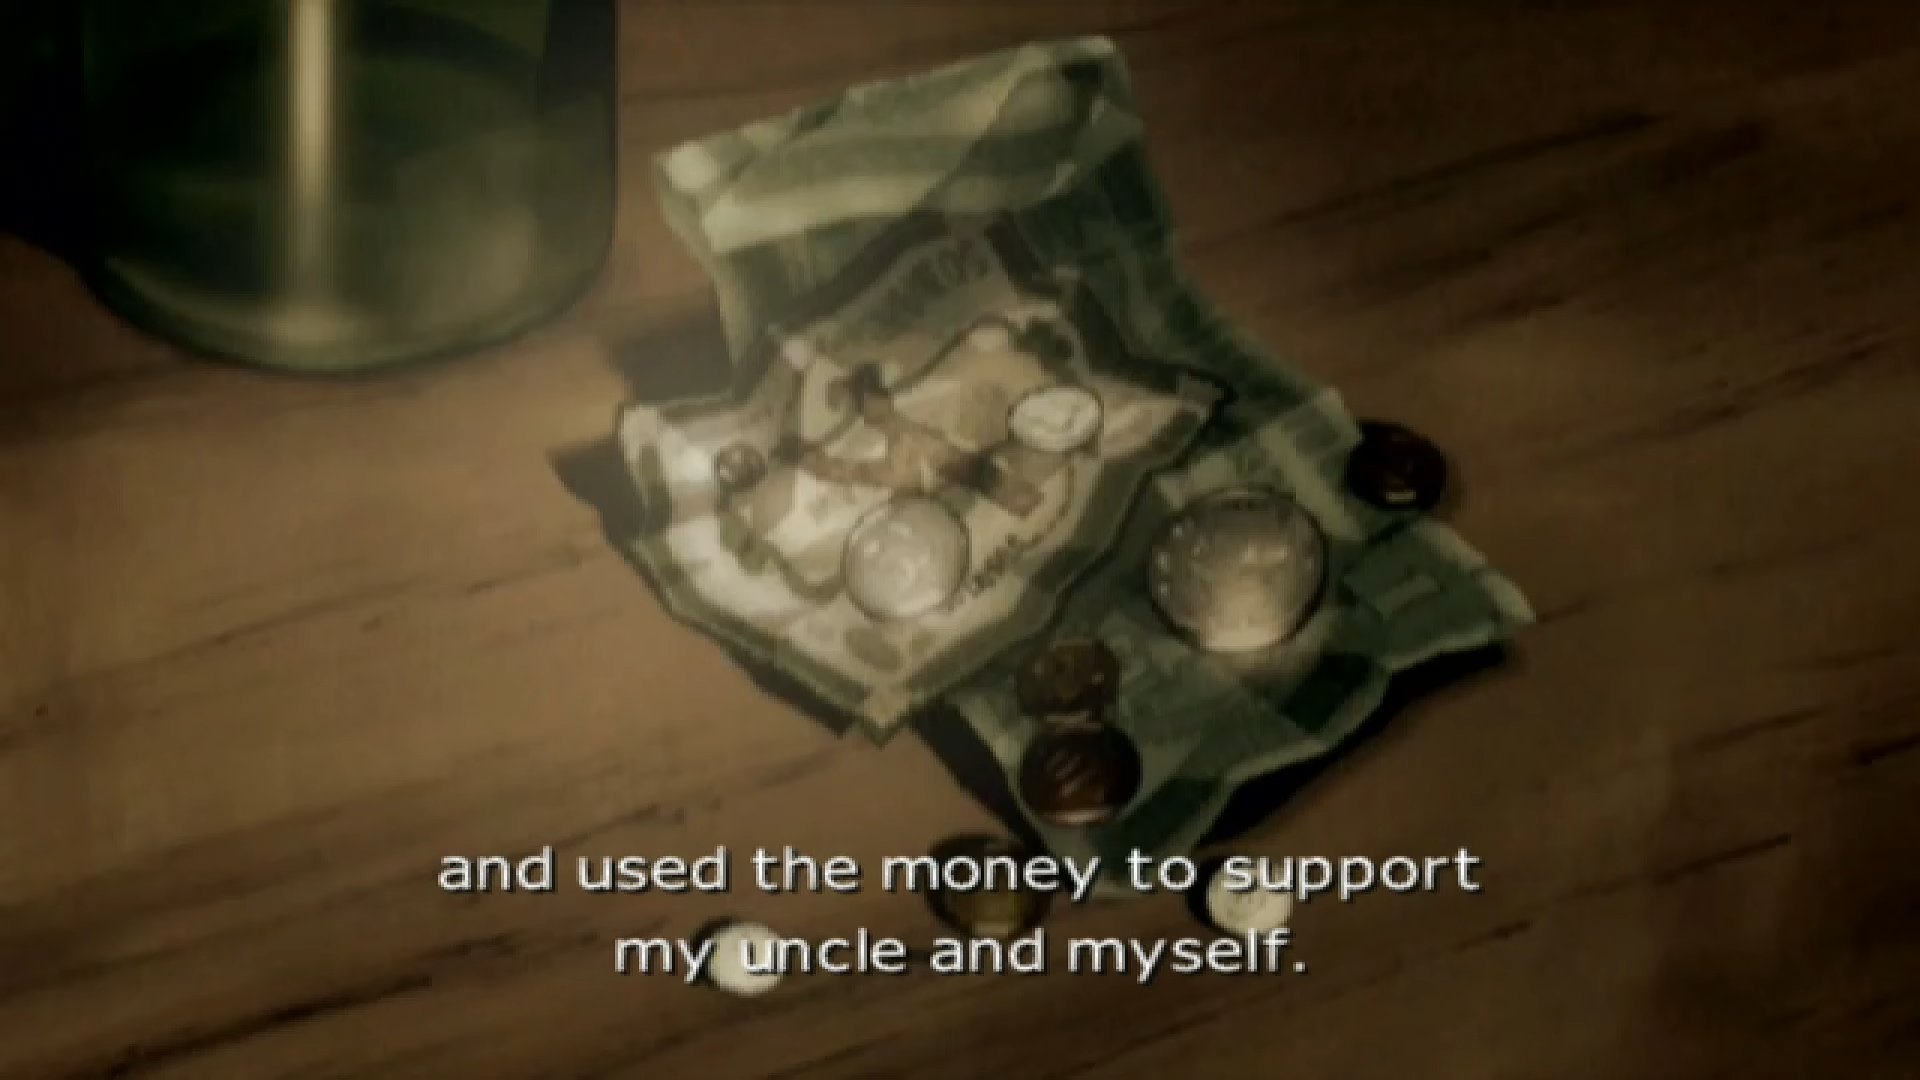 and used the money to support
my uncle and myself.